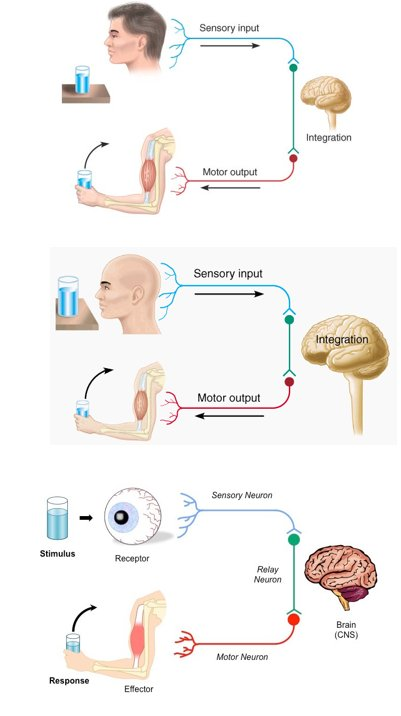 Sensory input
Integration
Motor output
Sensory input
Integration
Motor output
Sensory Neuron
Stimulus
Receptor
Relay
Neuron
Brain
(CNS)
Motor Neuron
Response
Effector